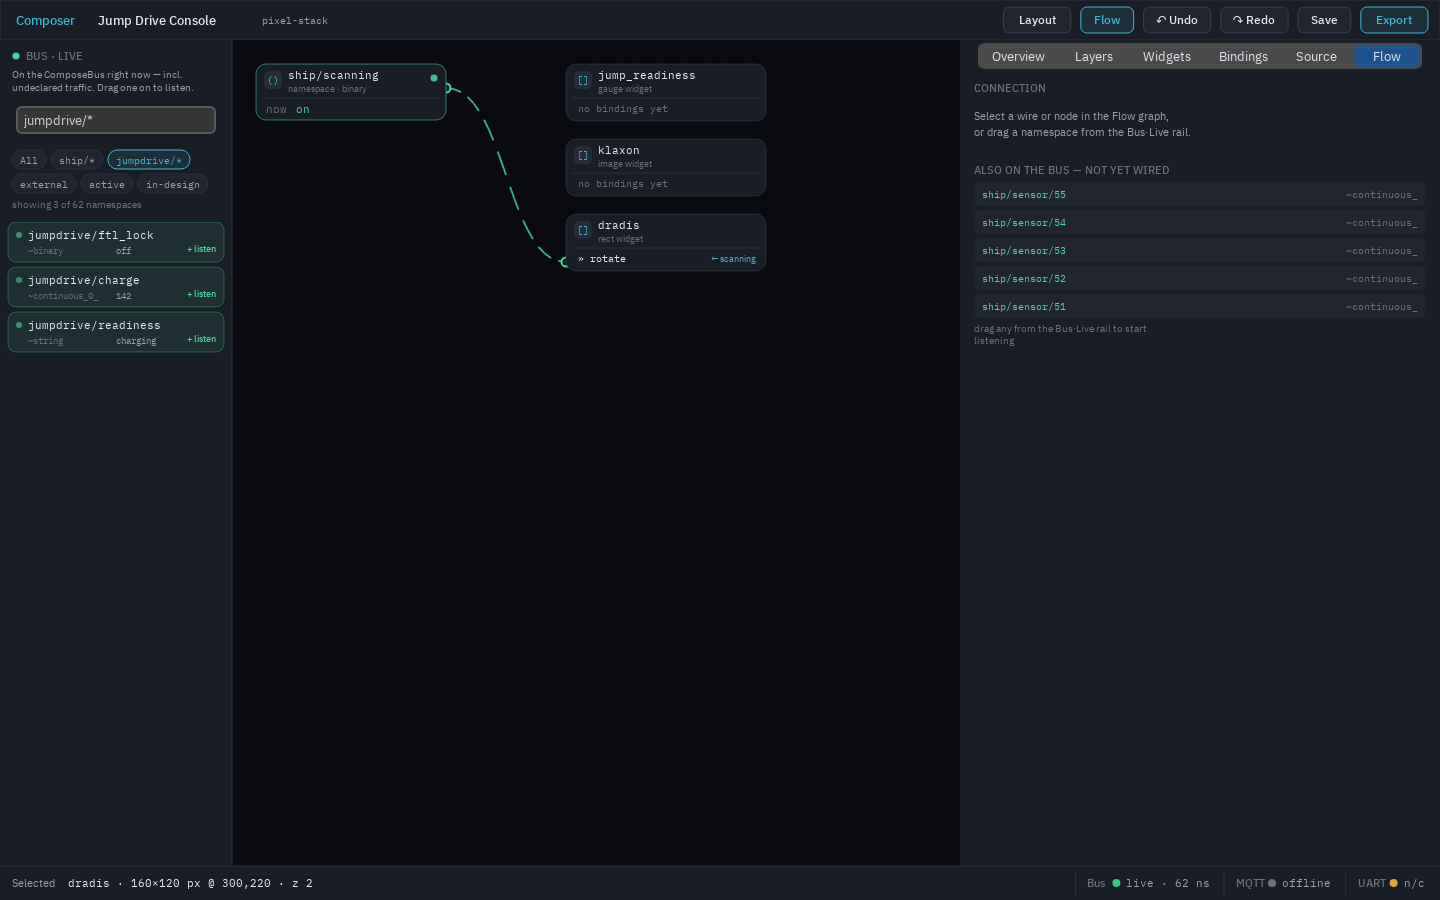 Composer
Jump Drive Console
pixel-stack
Layout
Flow
↶ Undo
↷ Redo
Save
Export
BUS · LIVE
On the ComposeBus right now — incl.
undeclared traffic. Drag one on to listen.
jumpdrive/*
All
ship/*
jumpdrive/*
external
active
in-design
showing 3 of 62 namespaces
jumpdrive/ftl_lock
~binary
off
+ listen
jumpdrive/charge
~continuous_0_
142
+ listen
jumpdrive/readiness
~string
charging
+ listen
() ship/scanning
namespace · binary
now on
[] jump_readiness
gauge widget
no bindings yet
[] klaxon
image widget
no bindings yet
[] dradis
rect widget
» rotate
← scanning
Overview
Layers
Widgets
Bindings
Source
Flow
CONNECTION
Select a wire or node in the Flow graph,
or drag a namespace from the Bus·Live rail.
ALSO ON THE BUS — NOT YET WIRED
ship/sensor/55 ~continuous_
ship/sensor/54 ~continuous_
ship/sensor/53 ~continuous_
ship/sensor/52 ~continuous_
ship/sensor/51 ~continuous_
drag any from the Bus·Live rail to start
listening
Selected
dradis · 160×120 px @ 300,220 · z 2
Bus live · 62 ns
MQTT offline
UART n/c